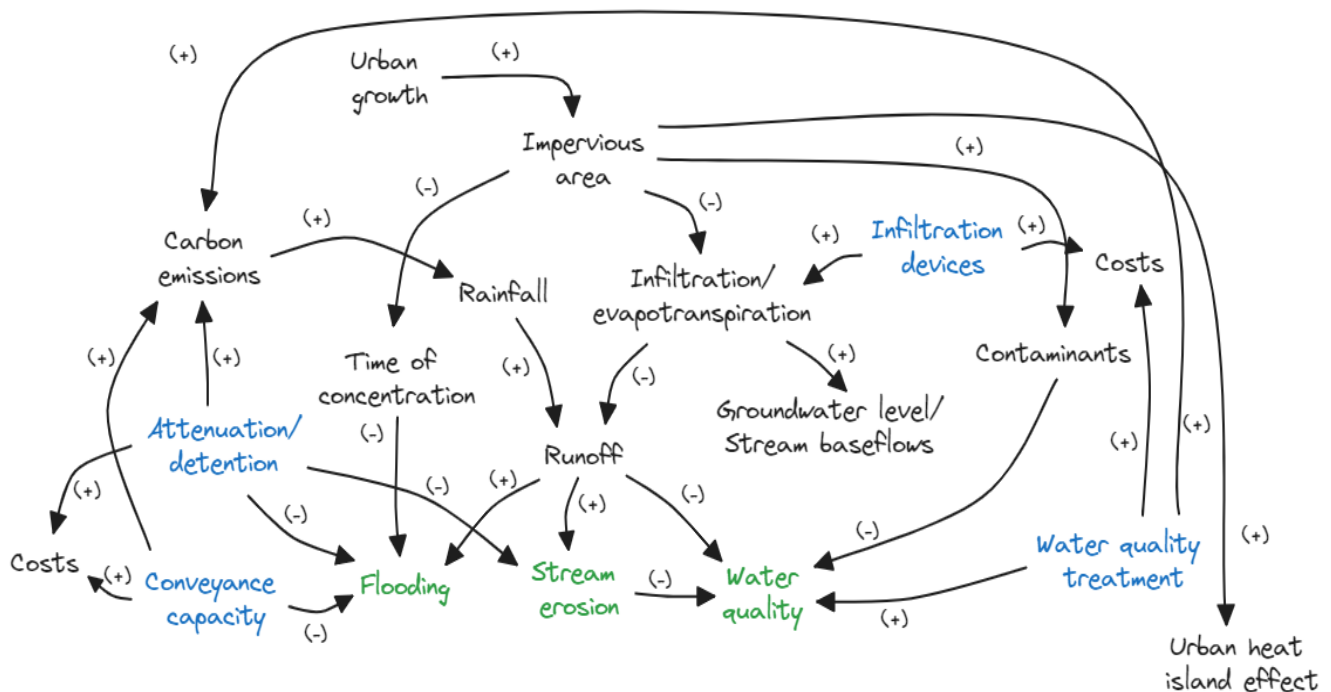 (+)
Urban
growth
(+)
Impervious
area
(+)
(-)
(-)
(+)
Carbon
emissions
Rainfall
Infiltration/
evapotranspiration
(+)
Infiltration
devices
(+)
Costs
Time of
concentration
(+)
(+)
(+)
(-)
(+)
Contaminants
Groundwater level/
Stream baseflows
Attenuation/
detention
(-)
Runoff
(+)
(+)
(+)
(-)
(-)
(+)
(+)
(-)
(-)
(+)
Costs
(+)
Conveyance
capacity
(-)
Flooding
Stream
erosion
(-)
Water
quality
(+)
Water quality
treatment
Urban heat
island effect